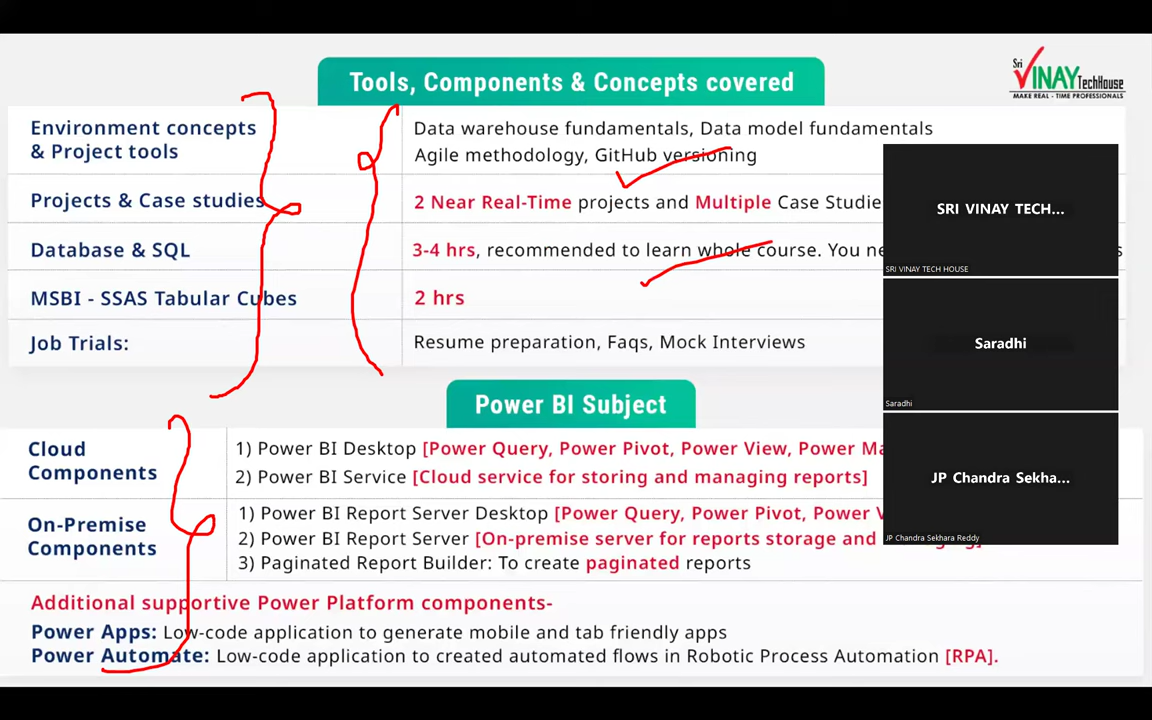 Tools, Components & Concepts covered
Sri
VINAY TechHouse
MAKE REAL - TIME PROFESSIONALS
Environment concepts
& Project tools
Data warehouse fundamentals, Data model fundamentals
Agile methodology, GitHub versioning
Projects & Case studies
2 Near Real-Time projects and Multiple Case Studie
Database & SQL
3-4 hrs, recommended to learn whole course. You ne
MSBI - SSAS Tabular Cubes
2 hrs
Job Trials:
Resume preparation, Faqs, Mock Interviews
SRI VINAY TECH...
SRI VINAY TECH HOUSE
Saradhi
Saradhi
JP Chandra Sekha...
JP Chandra Sekhara Reddy
Power BI Subject
Cloud
Components
1) Power BI Desktop [Power Query, Power Pivot, Power View, Power Ma
2) Power BI Service [Cloud service for storing and managing reports]
On-Premise
Components
1) Power BI Report Server Desktop [Power Query, Power Pivot, Power V
2) Power BI Report Server [On-premise server for reports storage and
3) Paginated Report Builder: To create paginated reports
Additional supportive Power Platform components-
Power Apps: Low-code application to generate mobile and tab friendly apps
Power Automate: Low-code application to created automated flows in Robotic Process Automation [RPA].